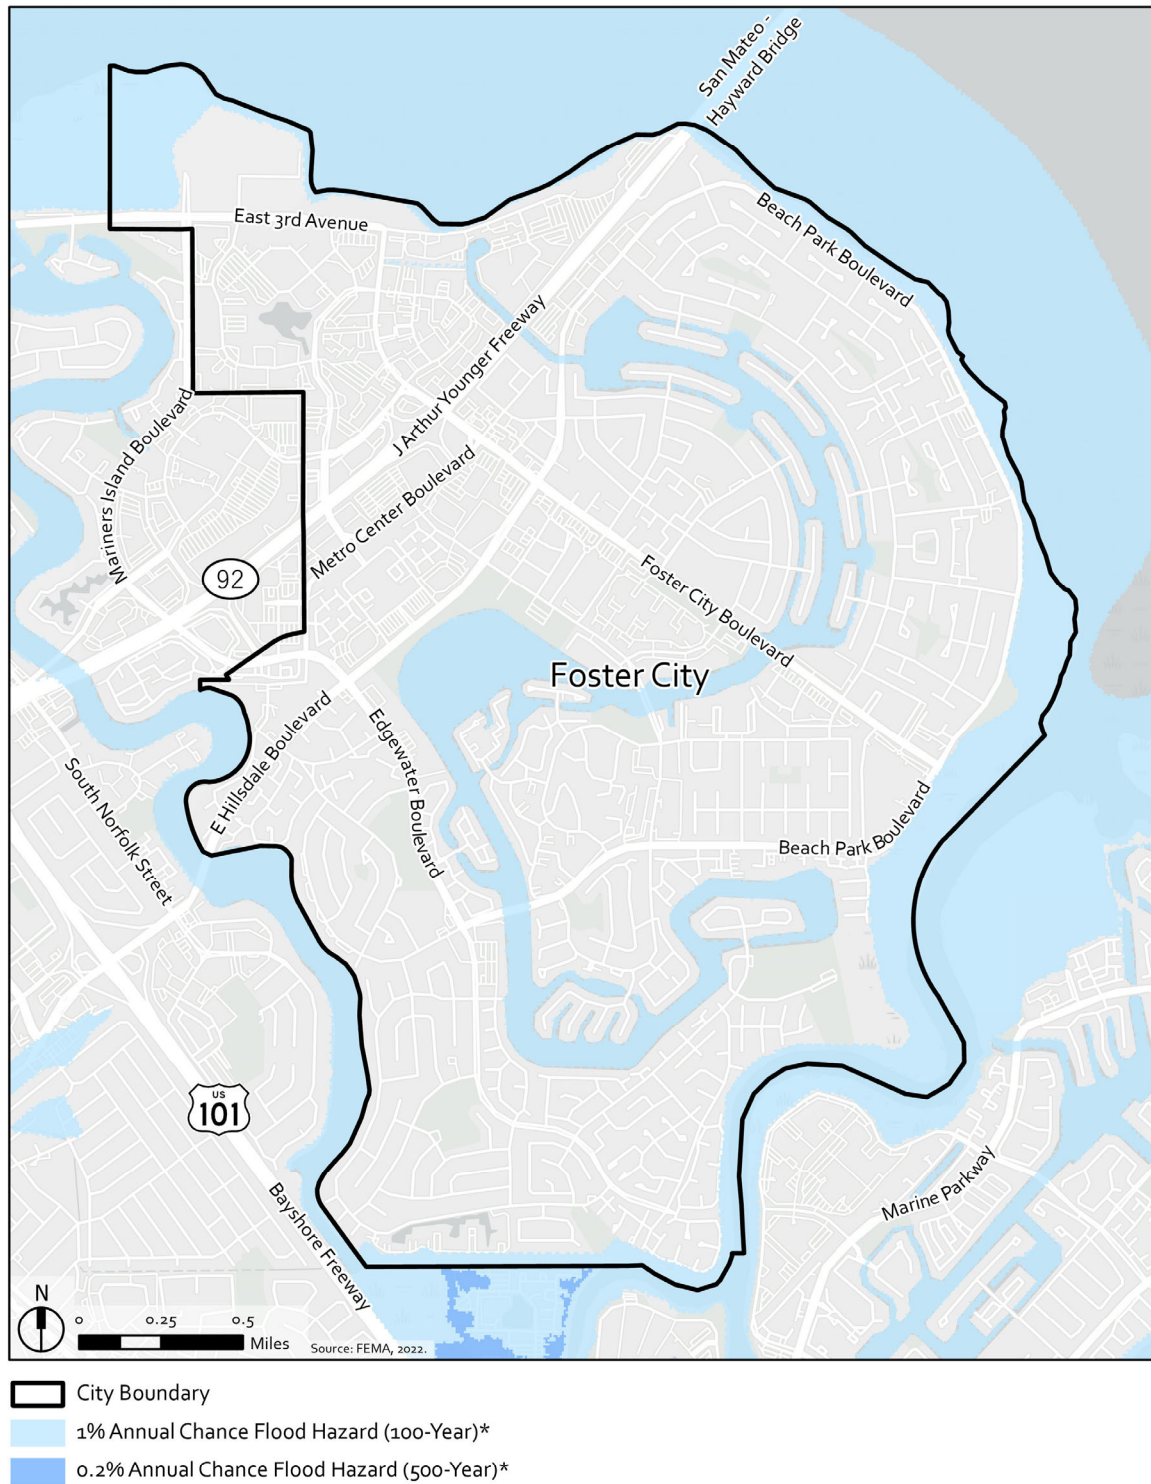 San Mateo -
Hayward Bridge
East 3rd Avenue
Beach Park Boulevard
J Arthur Younger Freeway
Mariners Island Boulevard
Metro Center Boulevard
92
Foster City Boulevard
Foster City
E Hillsdale Boulevard
Edgewater Boulevard
South Norfolk Street
Beach Park Boulevard
US
101
Marine Parkway
Bayshore Freeway
N
0 0.25 0.5
Miles
Source: FEMA, 2022.
City Boundary
1% Annual Chance Flood Hazard (100-Year)*
0.2% Annual Chance Flood Hazard (500-Year)*